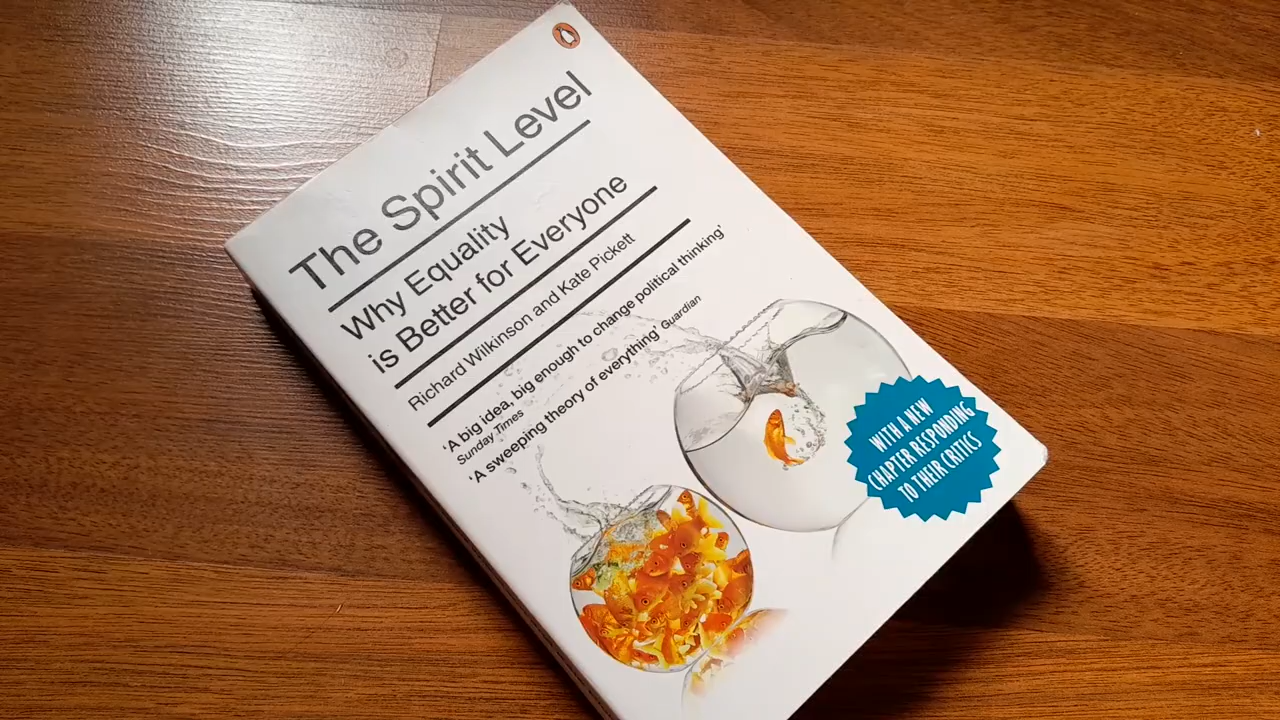 The Spirit Level
Why Equality
is Better for Everyone
Richard Wilkinson and Kate Pickett
‘A big idea, big enough to change political thinking’
Sunday Times
‘A sweeping theory of everything’ Guardian
WITH A NEW
CHAPTER RESPONDING
TO THEIR CRITICS